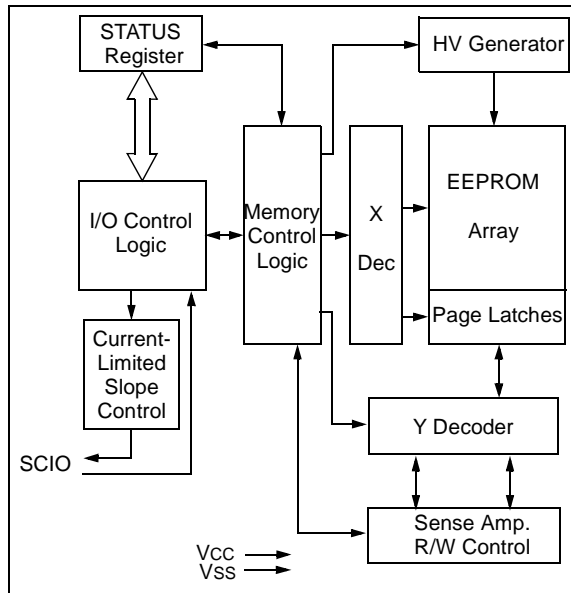 STATUS
Register
HV Generator
I/O Control
Logic
Memory
Control
Logic
X
Dec
EEPROM
Array
Page Latches
Current-
Limited
Slope
Control
Y Decoder
SCIO
Sense Amp.
R/W Control
VCC
VSS